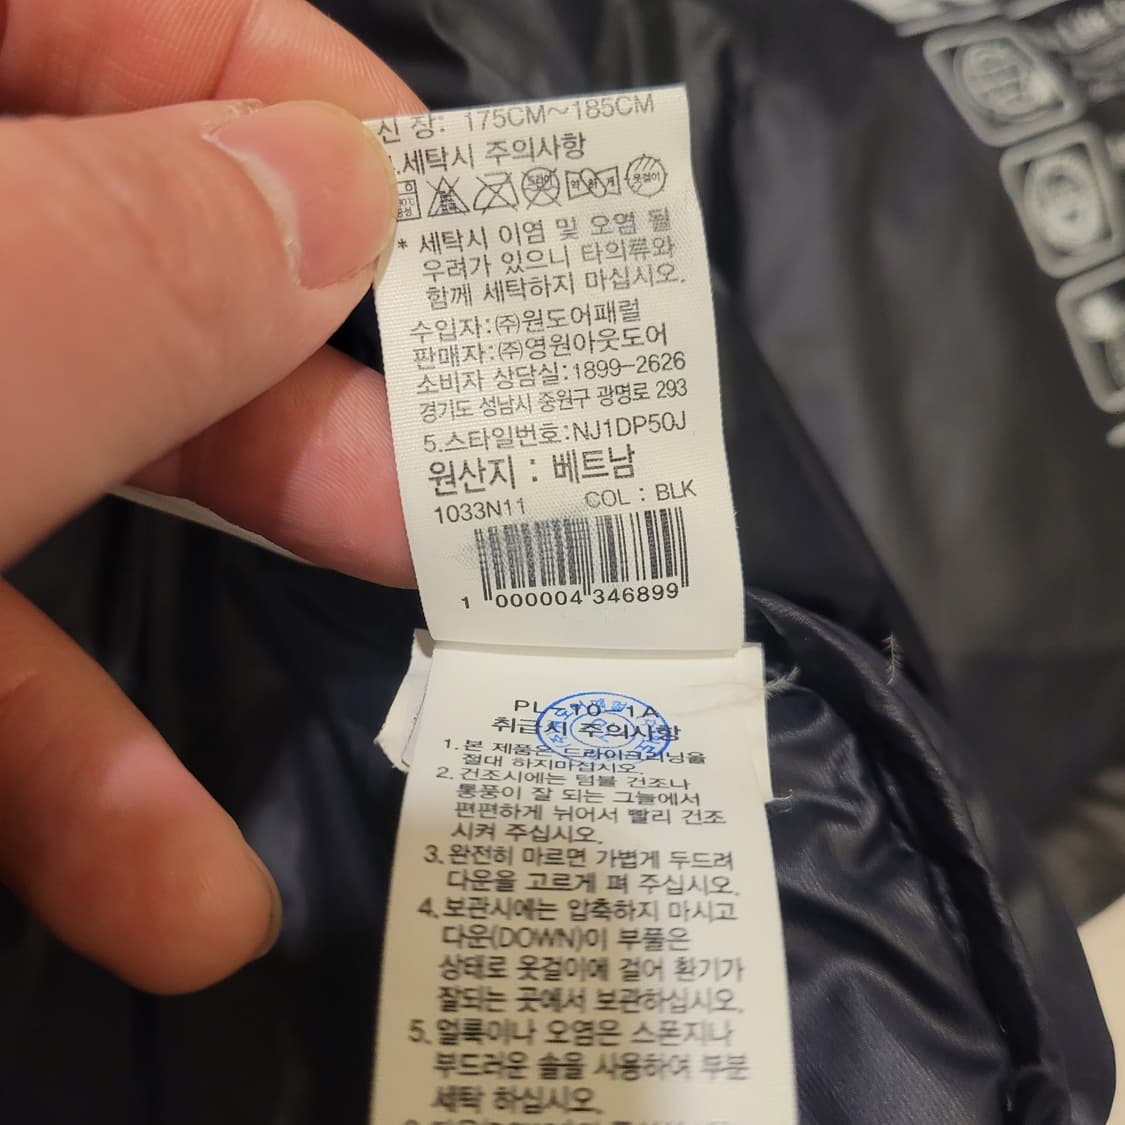 신 장: 175CM~185CM
.세탁시 주의사항
드라이
약하게
옷걸이
* 세탁시 이염 및 오염 될
우려가 있으니 타의류와
함께 세탁하지 마십시오.
수입자:㈜원도어패럴
판매자:㈜영원아웃도어
소비자 상담실:1899-2626
경기도 성남시 중원구 광명로 293
5.스타일번호:NJ1DP50J
원산지 : 베트남
1033N11 COL : BLK
1 000004 346899
PL-10-1A
취급시 주의사항
1.본 제품은 드라이크리닝을
절대 하지마십시오.
2.건조시에는 텀블 건조나
통풍이 잘 되는 그늘에서
편편하게 뉘어서 빨리 건조
시켜 주십시오.
3.완전히 마르면 가볍게 두드려
다운을 고르게 펴 주십시오.
4.보관시에는 압축하지 마시고
다운(DOWN)이 부풀은
상태로 옷걸이에 걸어 환기가
잘되는 곳에서 보관하십시오.
5.얼룩이나 오염은 스폰지나
부드러운 솔을 사용하여 부분
세탁 하십시오.